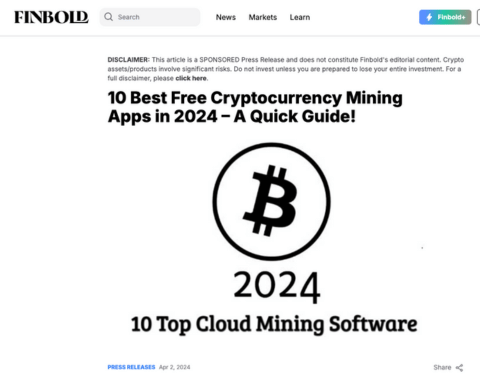 FINBOLD
Search
News
Markets
Learn
Finbold+
DISCLAIMER: This article is a SPONSORED Press Release and does not constitute Finbold's editorial content. Crypto
assets/products involve significant risks. Do not invest unless you are prepared to lose your entire investment. For a
full disclaimer, please click here.
10 Best Free Cryptocurrency Mining
Apps in 2024 – A Quick Guide!
2024
10 Top Cloud Mining Software
PRESS RELEASES Apr 2, 2024
Share